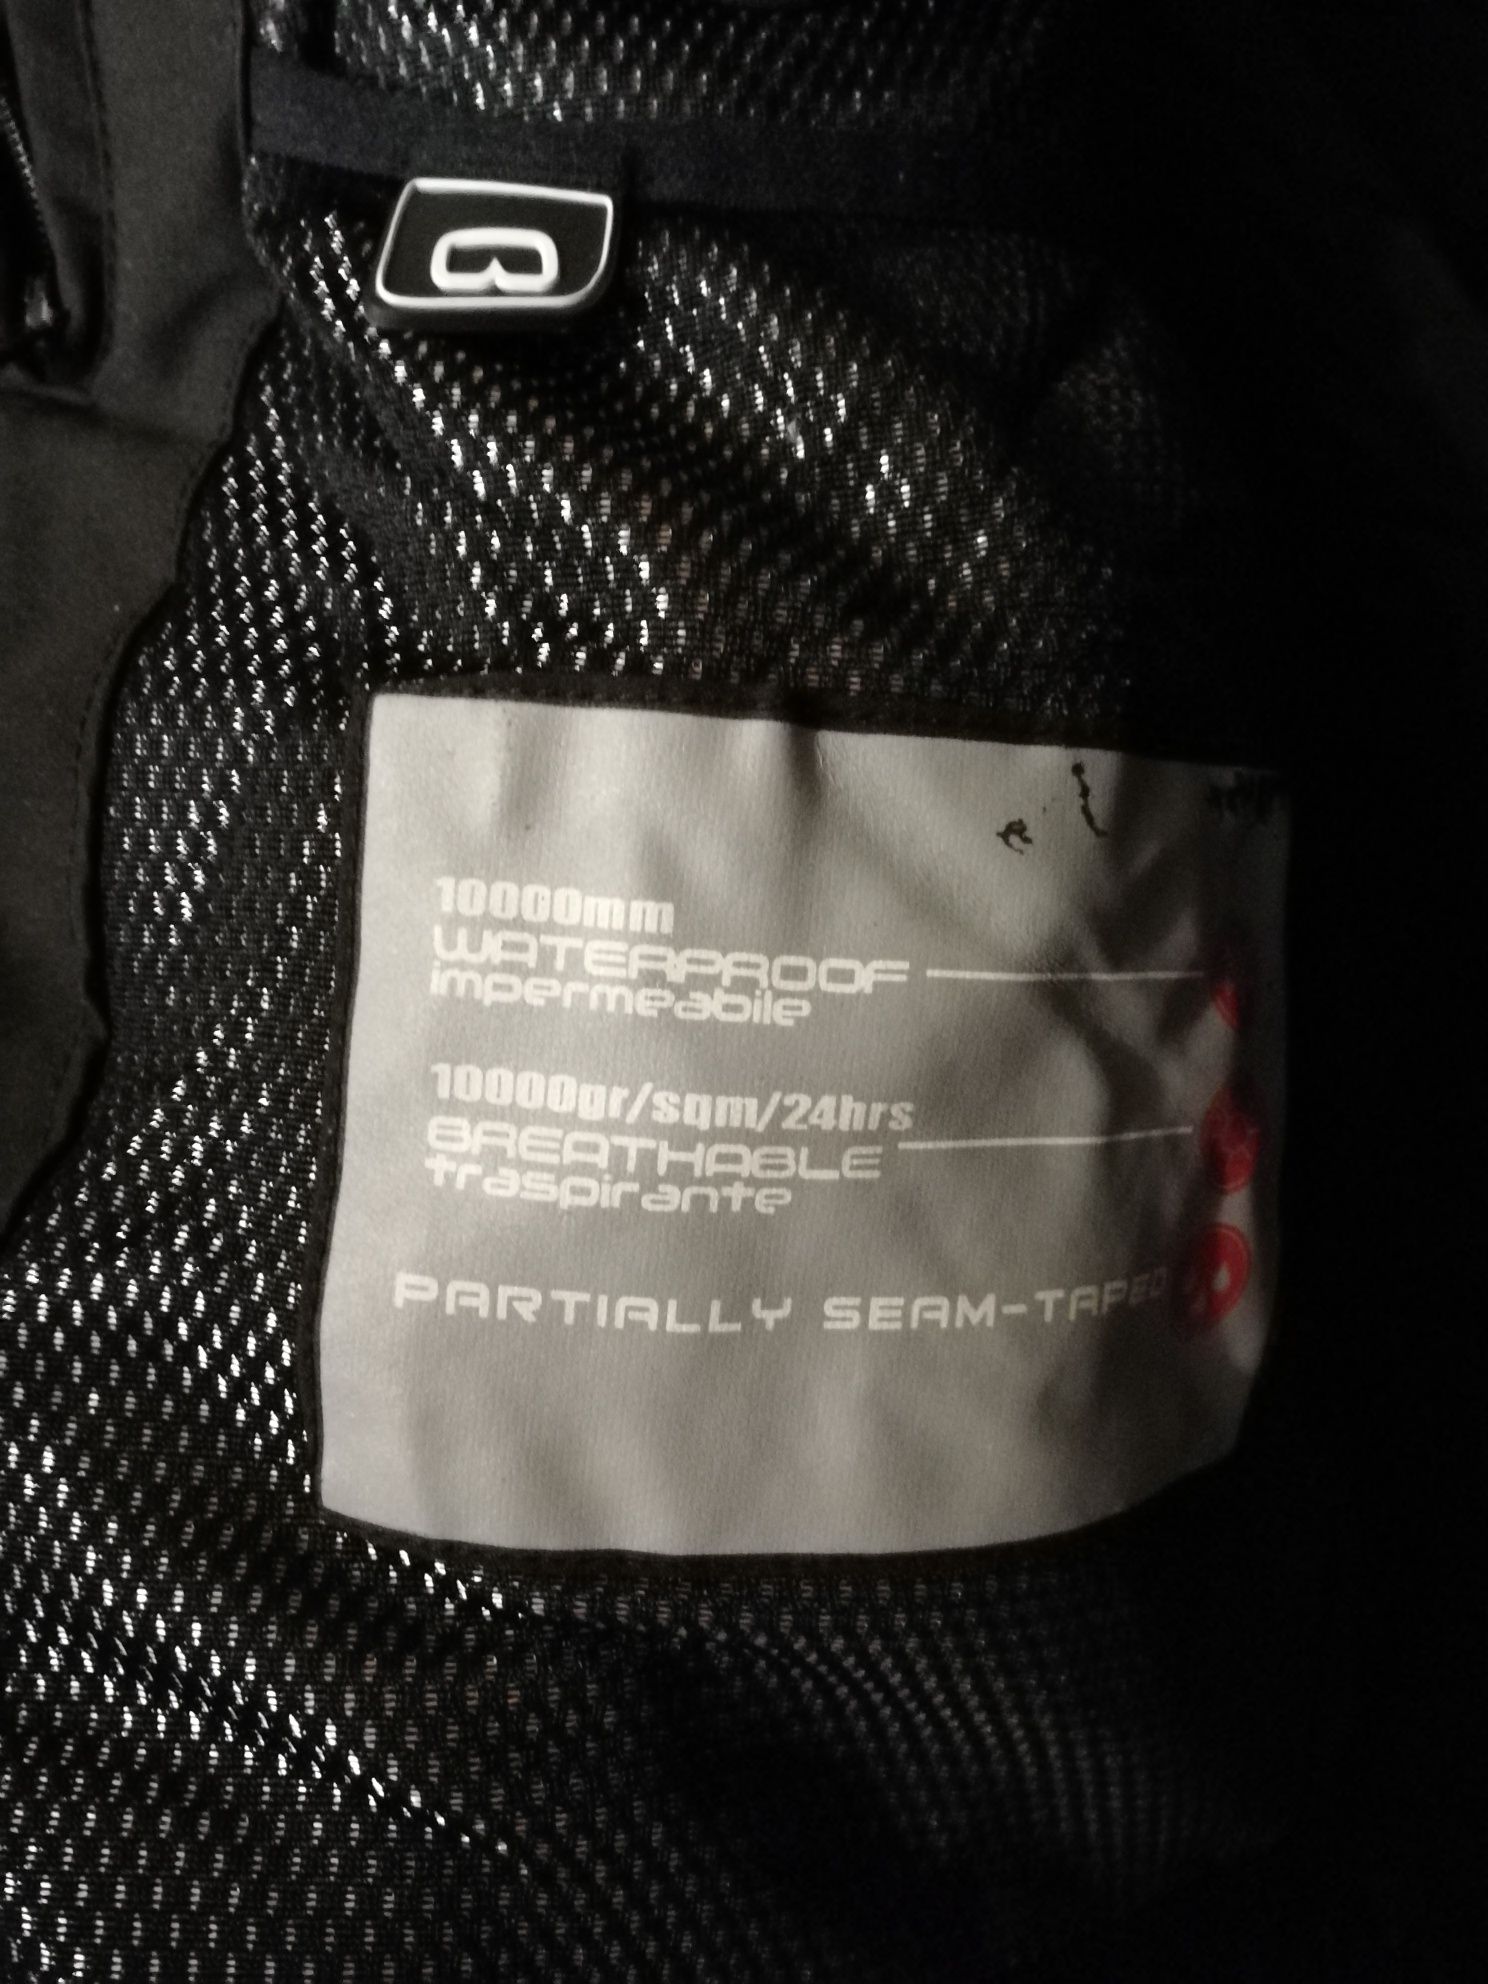 10000mm
WATERPROOF
impermeabile
10000gr/sqm/24hrs
BREATHABLE
traspirante
PARTIALLY SEAM-TAPED